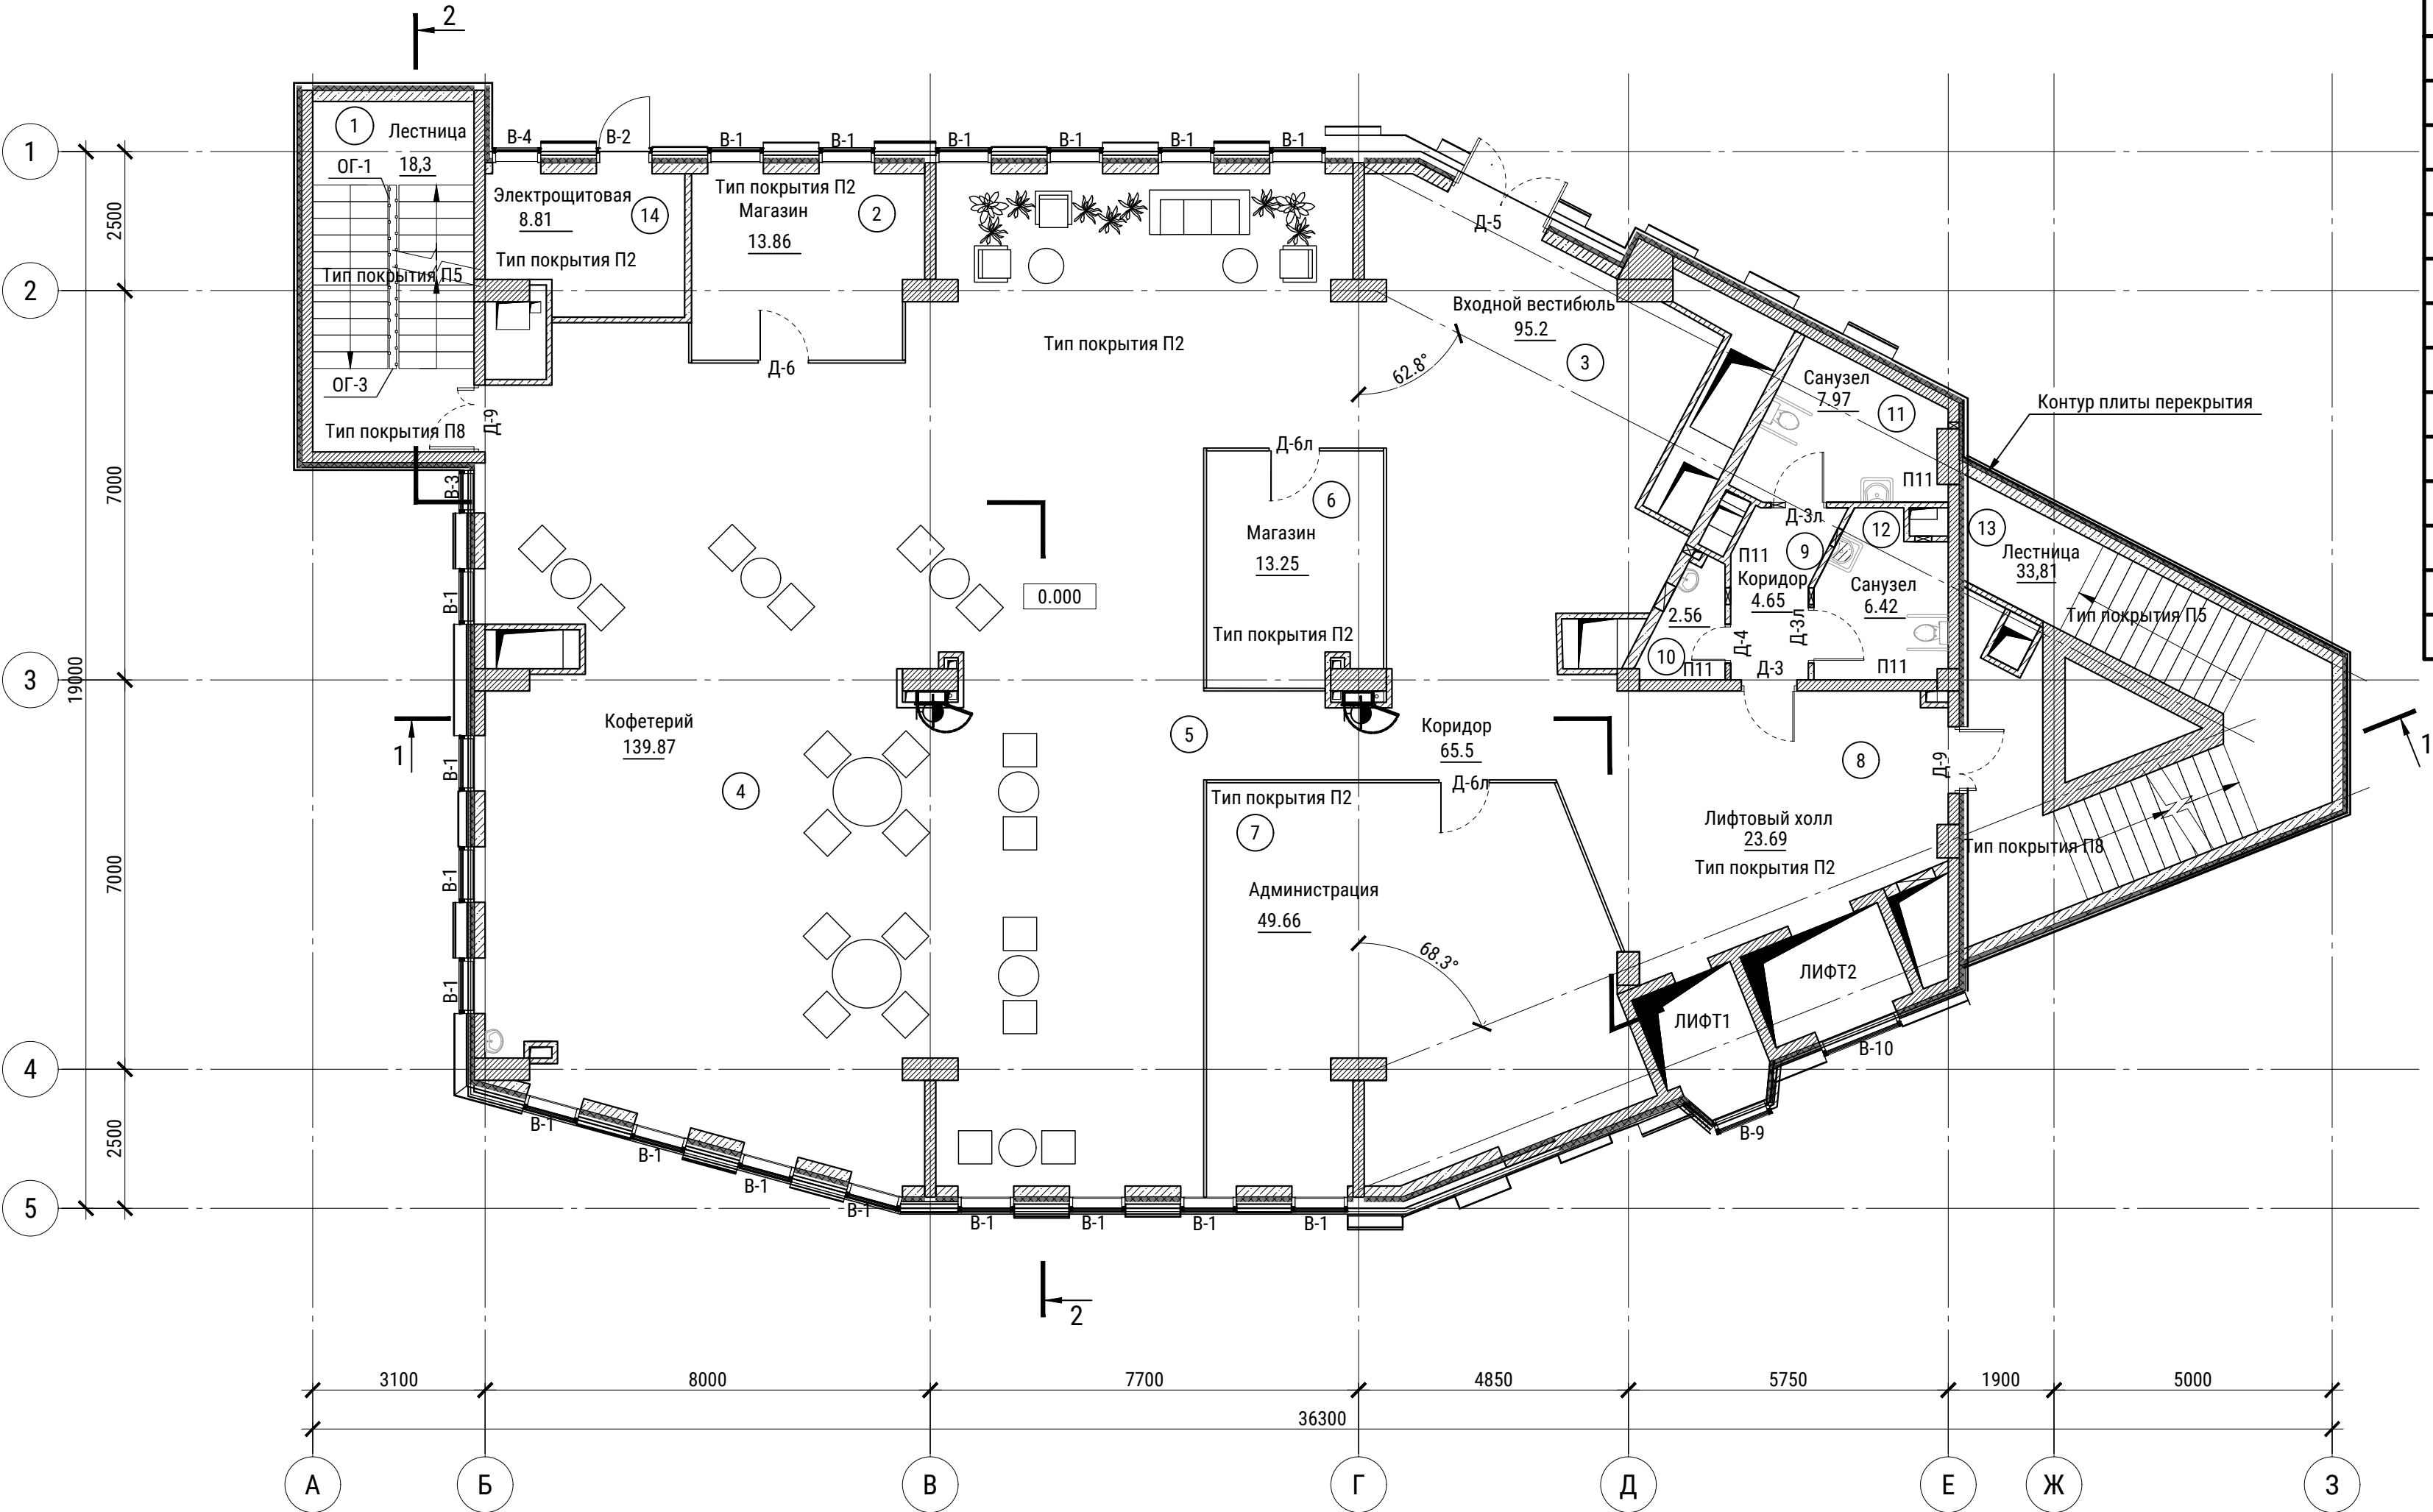 2
1
Лестница
ОГ-1
18,3
В-4
В-2
В-1
В-1
В-1
В-1
В-1
В-1
1
Электрощитовая
8.81
14
Тип покрытия П2
Тип покрытия П2
Магазин
13.86
2
Д-5
2500
Тип покрытия П5
2
Входной вестибюль
95.2
Тип покрытия П2
3
62.8°
Д-6
ОГ-3
Санузел
7.97
11
Контур плиты перекрытия
Тип покрытия П8
Д-9
Д-6л
В-3
7000
6
П11
Д-3л
12
13
Магазин
13.25
9
П11
Коридор
4.65
Лестница
33,81
Санузел
6.42
0.000
В-1
2.56
Тип покрытия П5
Тип покрытия П2
Д-4
Д-3л
10
П11
Д-3
П11
3
19000
Кофетерий
139.87
5
Коридор
65.5
1
1
В-1
4
8
Д-9
Д-6л
Тип покрытия П2
7
Лифтовый холл
23.69
Тип покрытия П2
Тип покрытия П8
7000
В-1
Администрация
49.66
68.3°
ЛИФТ2
В-1
ЛИФТ1
В-10
4
В-1
В-1
В-1
В-1
2500
В-9
5
В-1
В-1
В-1
В-1
2
3100
8000
7700
4850
5750
1900
5000
36300
А
Б
В
Г
Д
Е
Ж
З